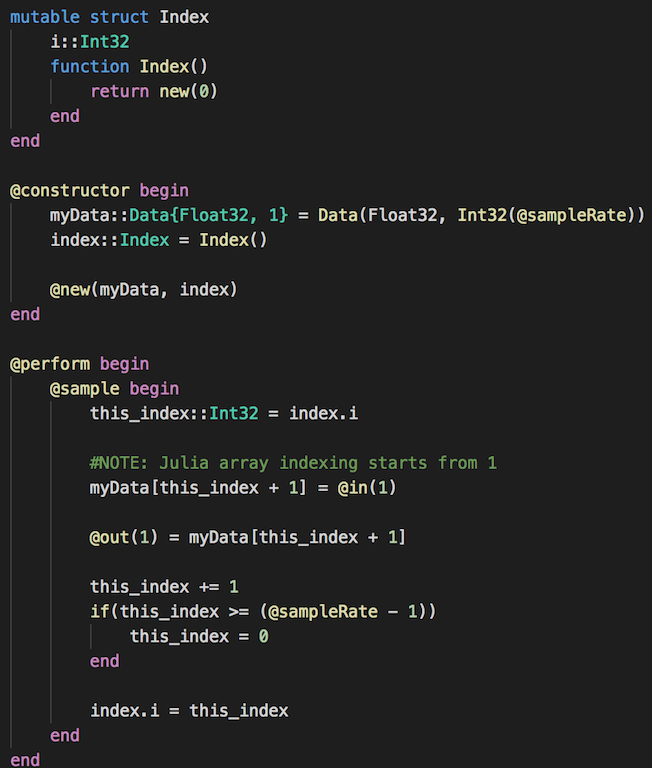 mutable struct Index
    i::Int32
    function Index()
        return new(0)
    end
end

@constructor begin
    myData::Data{Float32, 1} = Data(Float32, Int32(@sampleRate))
    index::Index = Index()

    @new(myData, index)
end

@perform begin
    @sample begin
        this_index::Int32 = index.i

        #NOTE: Julia array indexing starts from 1
        myData[this_index + 1] = @in(1)

        @out(1) = myData[this_index + 1]

        this_index += 1
        if(this_index >= (@sampleRate - 1))
            this_index = 0
        end

        index.i = this_index
    end
end